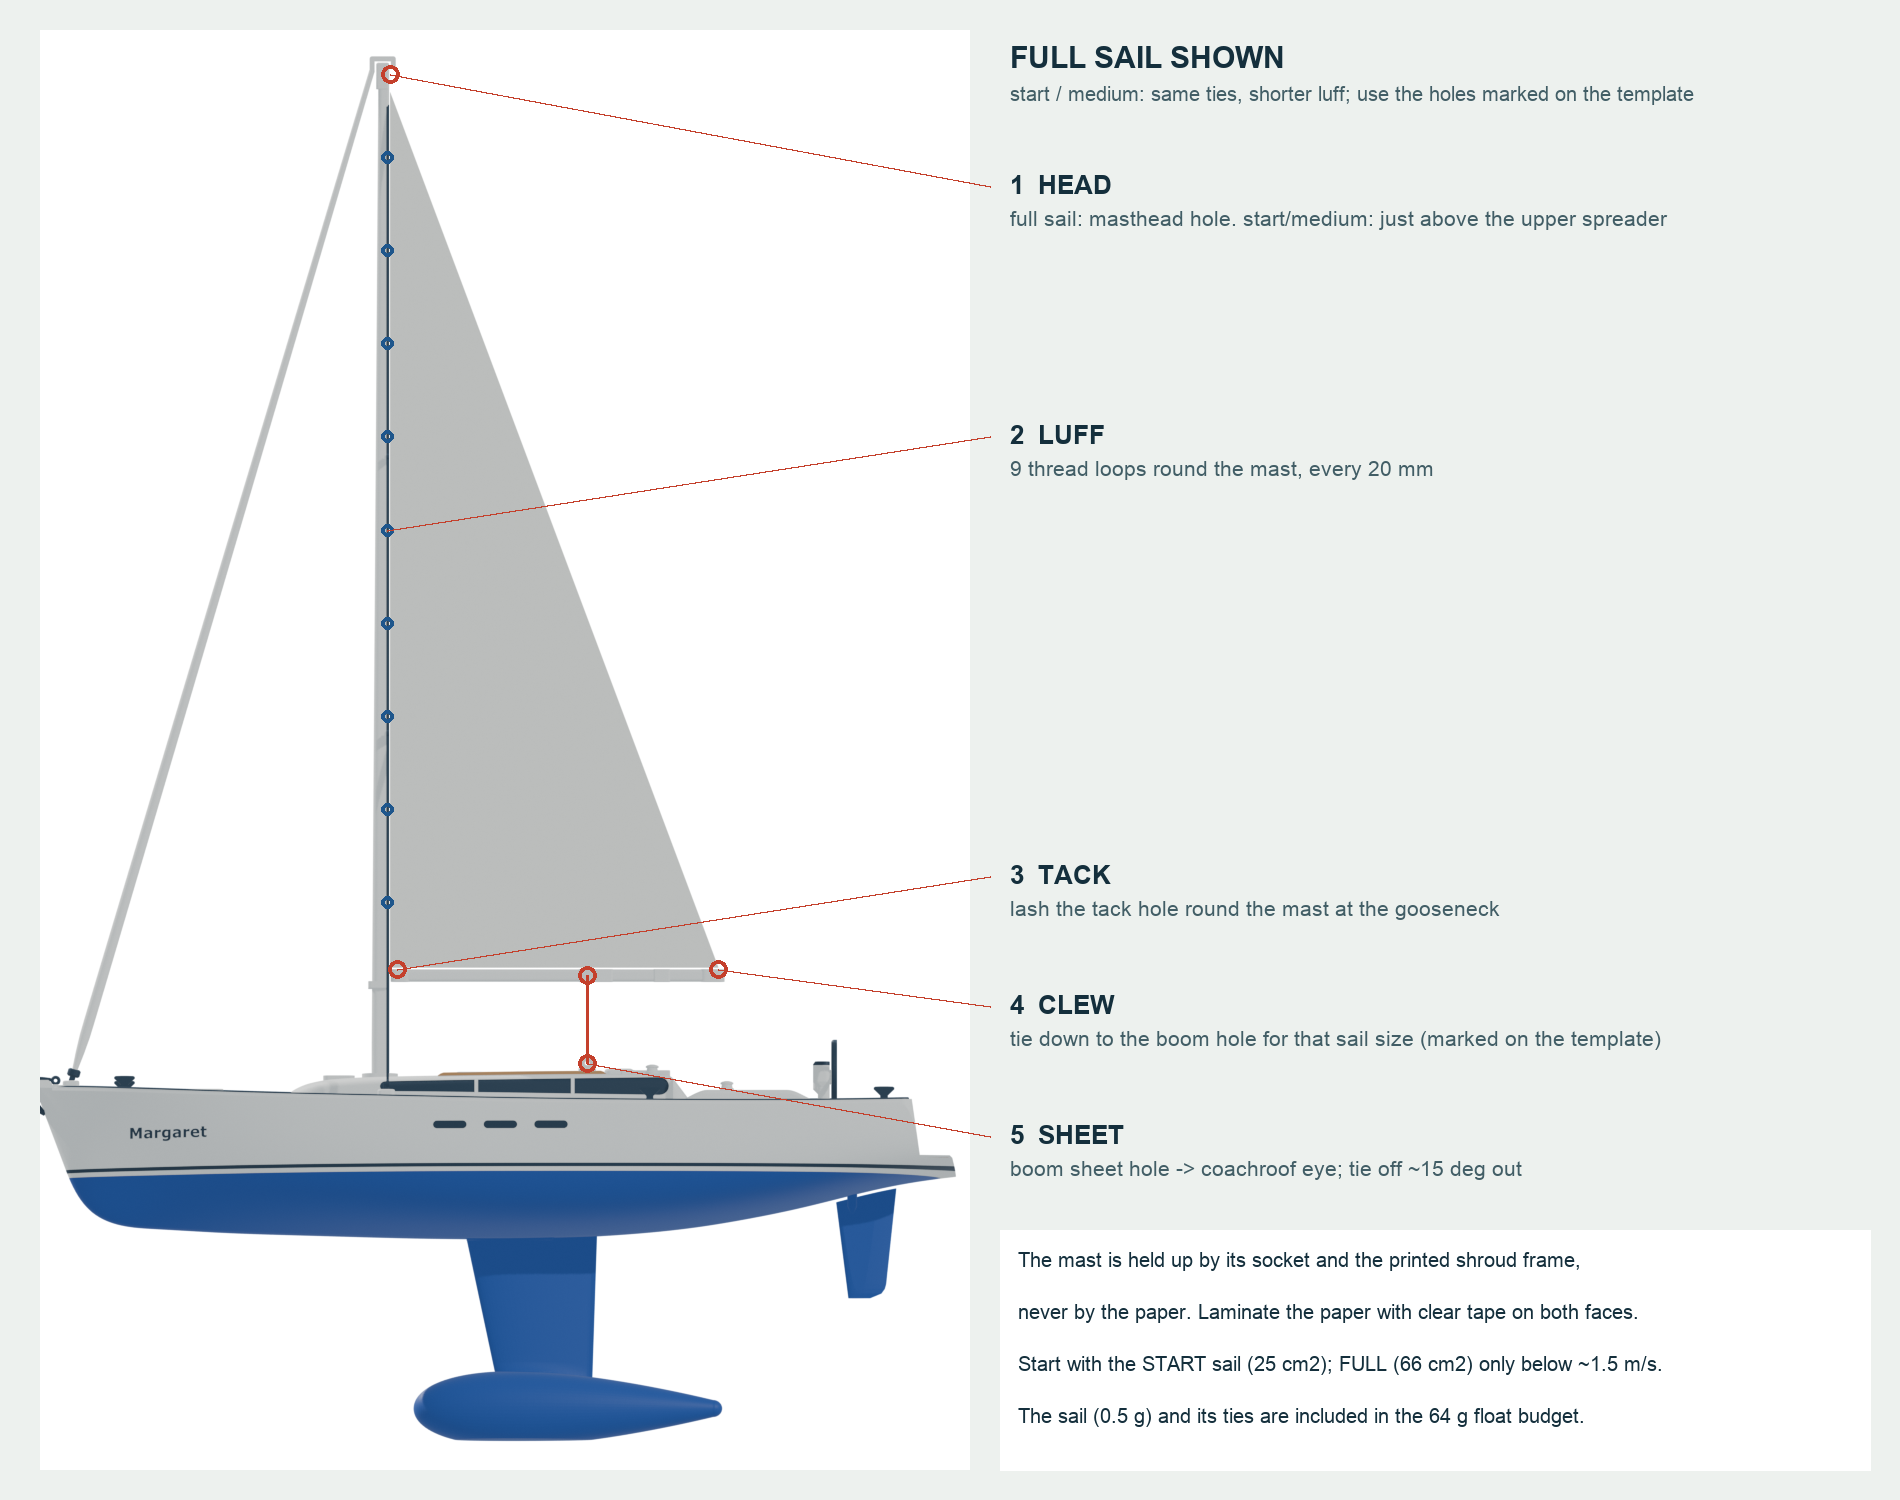 FULL SAIL SHOWN
start / medium: same ties, shorter luff; use the holes marked on the template
1 HEAD
full sail: masthead hole. start/medium: just above the upper spreader
2 LUFF
9 thread loops round the mast, every 20 mm
3 TACK
lash the tack hole round the mast at the gooseneck
4 CLEW
tie down to the boom hole for that sail size (marked on the template)
5 SHEET
boom sheet hole -> coachroof eye; tie off ~15 deg out
Margaret
The mast is held up by its socket and the printed shroud frame,
never by the paper. Laminate the paper with clear tape on both faces.
Start with the START sail (25 cm2); FULL (66 cm2) only below ~1.5 m/s.
The sail (0.5 g) and its ties are included in the 64 g float budget.